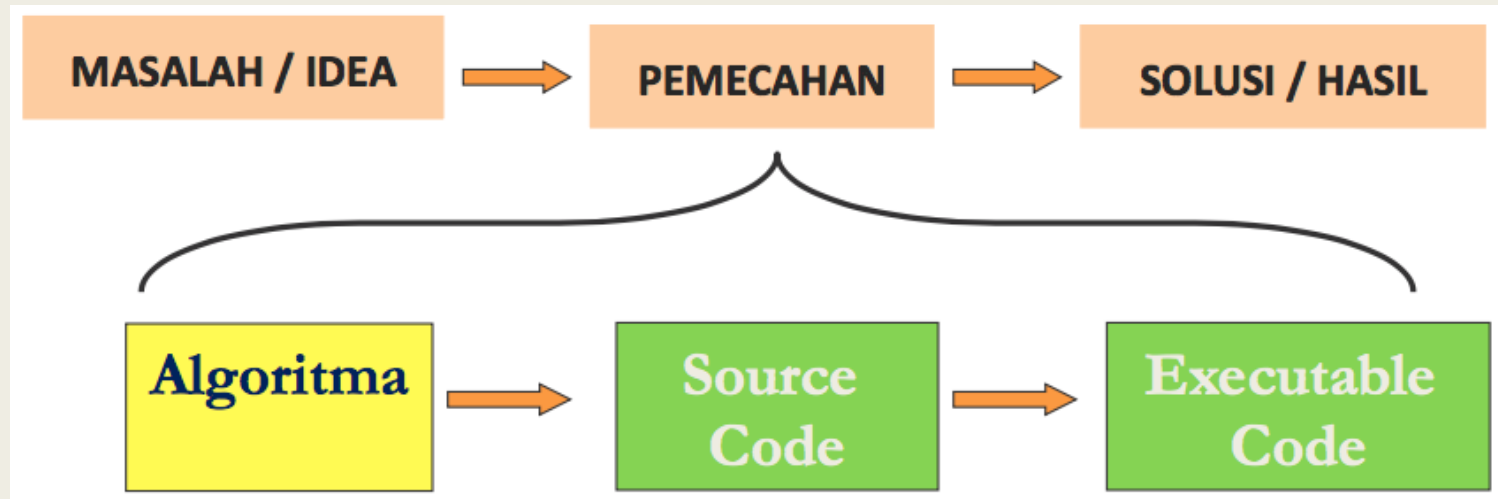 MASALAH / IDEA
PEMECAHAN
SOLUSI / HASIL
Algoritma
Source
Code
Executable
Code